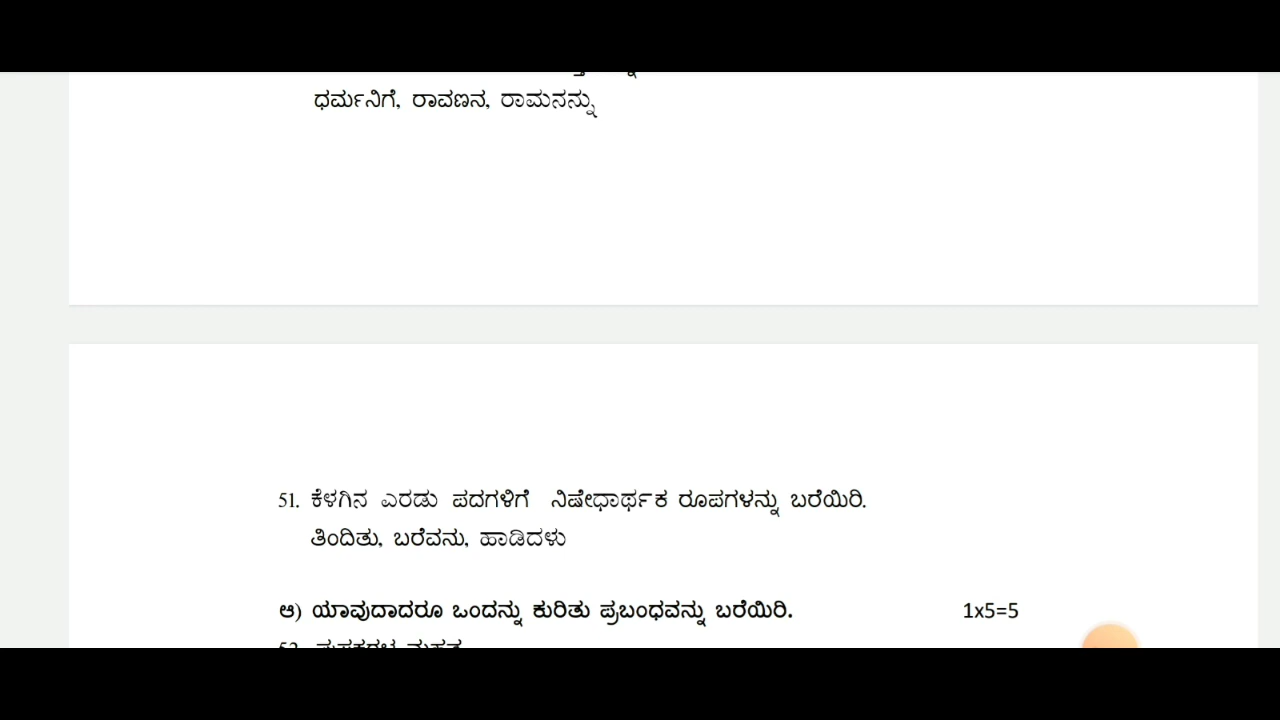 ಧರ್ಮನಿಗೆ, ರಾವಣನ, ರಾಮನನ್ನು
51. ಕೆಳಗಿನ ಎರಡು ಪದಗಳಿಗೆ ನಿಷೇಧಾರ್ಥಕ ರೂಪಗಳನ್ನು ಬರೆಯಿರಿ.
ತಿಂದಿತು, ಬರೆವನು, ಹಾಡಿದಳು
ಆ) ಯಾವುದಾದರೂ ಒಂದನ್ನು ಕುರಿತು ಪ್ರಬಂಧವನ್ನು ಬರೆಯಿರಿ. 1x5=5